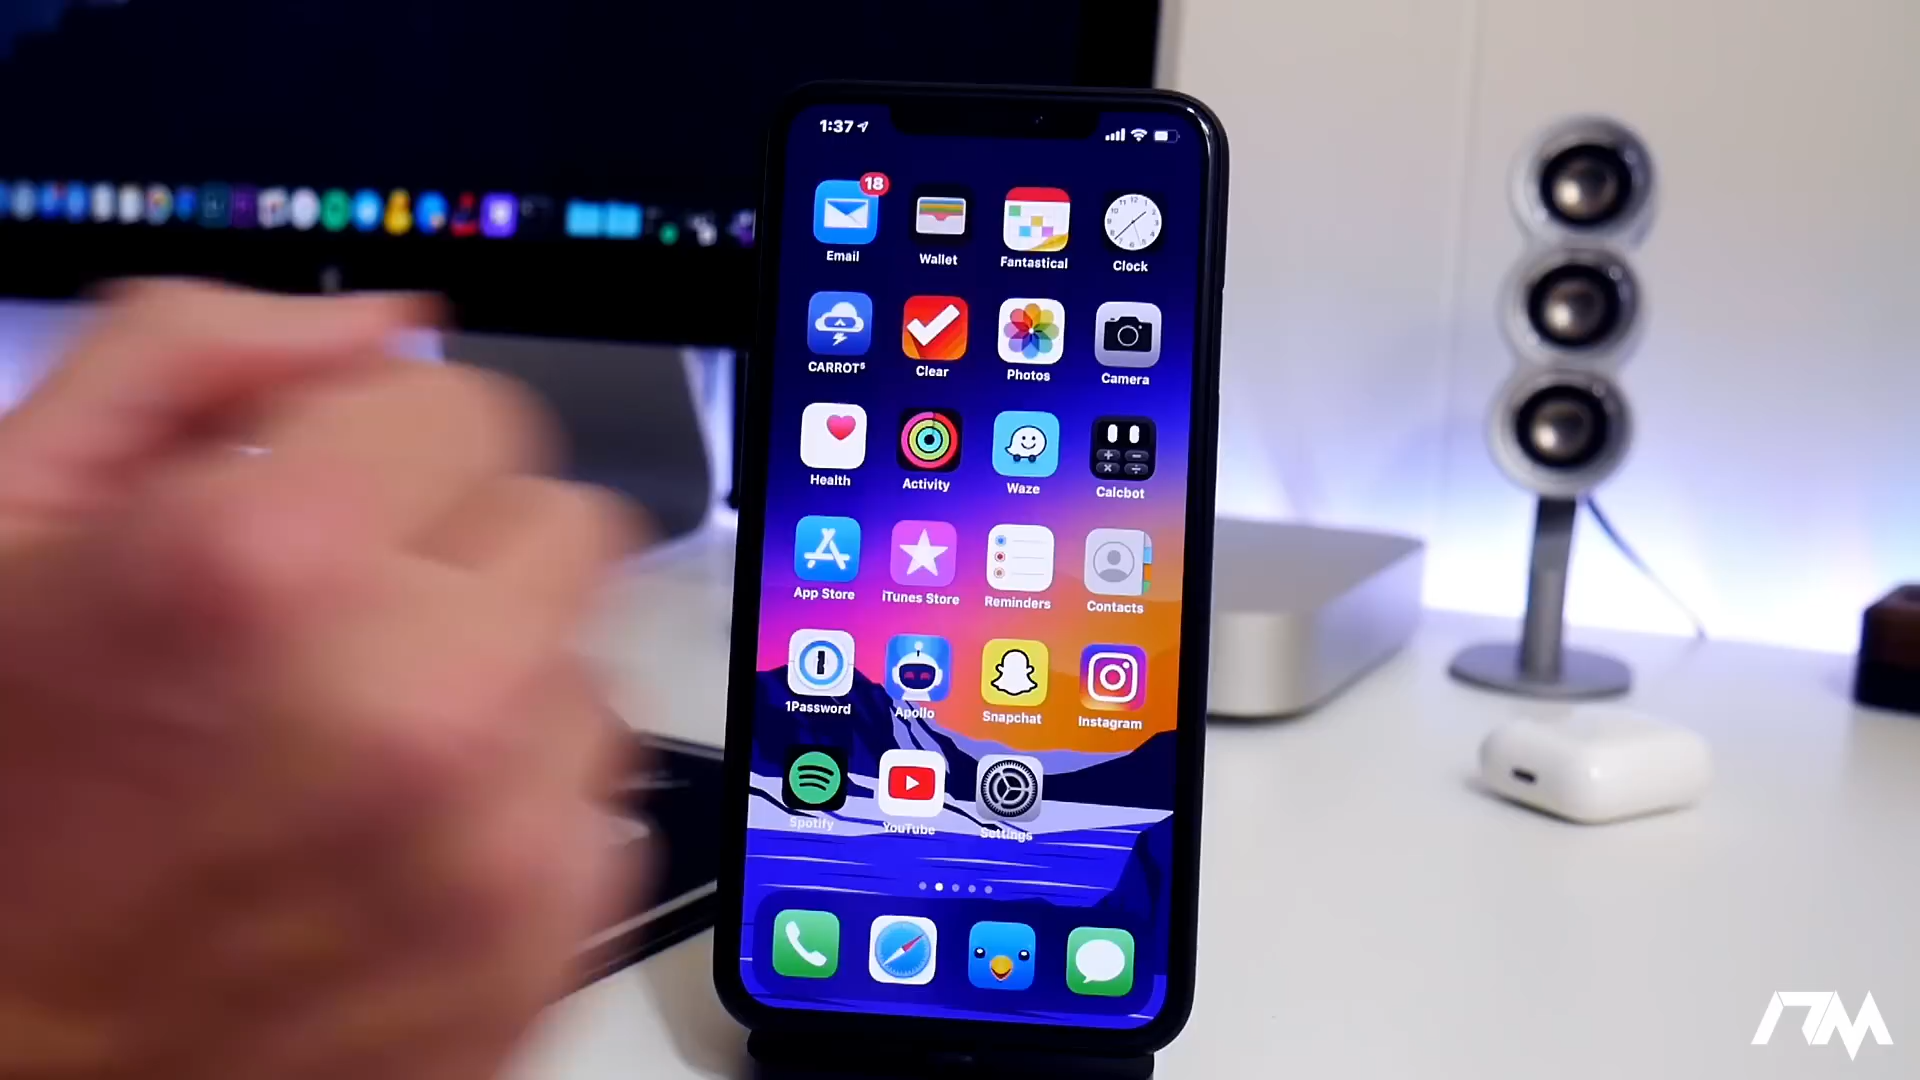 1:37
18
Email
Wallet
Fantastical
Clock
CARROT⁵
Clear
Photos
Camera
Health
Activity
Waze
Calcbot
App Store
iTunes Store
Reminders
Contacts
1Password
Apollo
Snapchat
Instagram
Spotify
YouTube
Settings